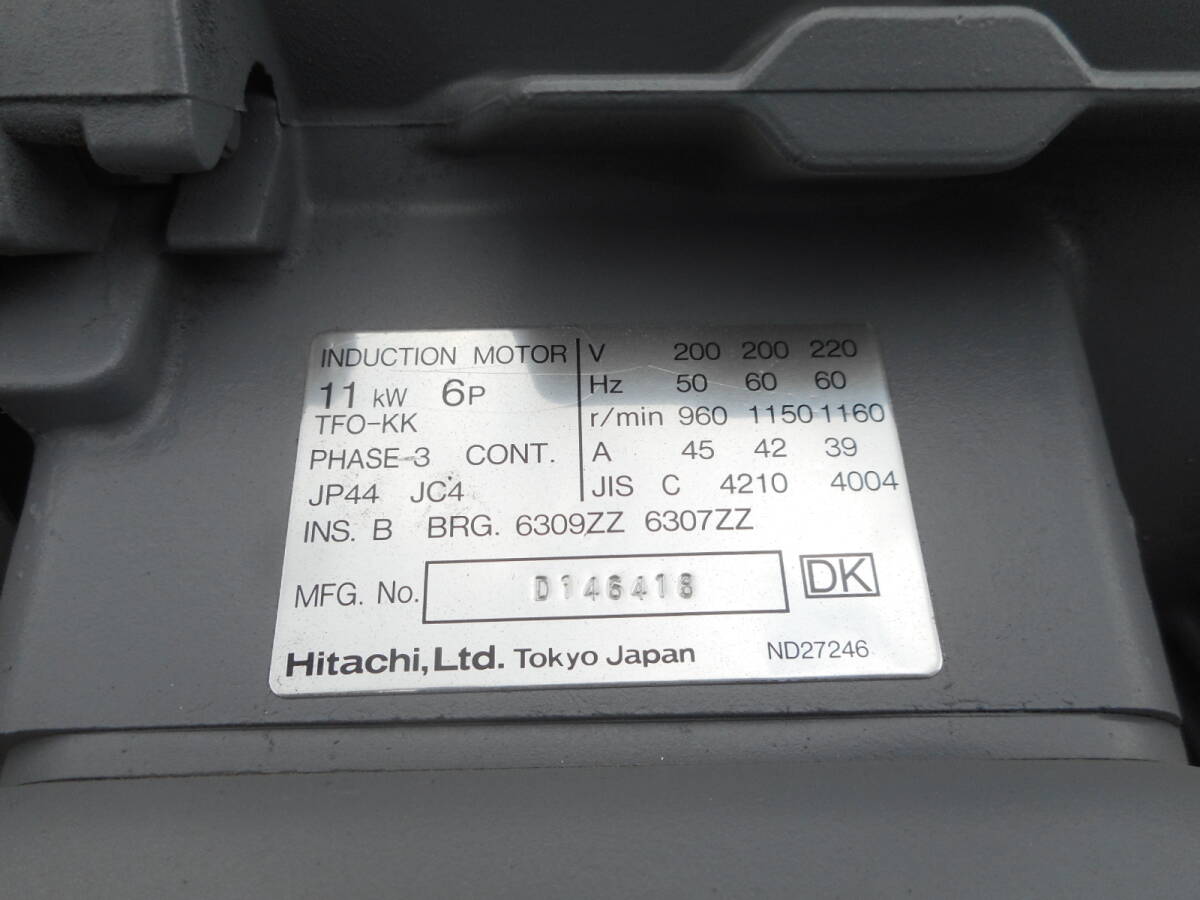 INDUCTION MOTOR
11 kW 6P
TFO-KK
PHASE-3 CONT.
JP44 JC4
V 200 200 220
Hz 50 60 60
r/min 960 1150 1160
A 45 42 39
JIS C 4210 4004
INS. B BRG. 6309ZZ 6307ZZ
MFG. No. D146418
DK
Hitachi, Ltd. Tokyo Japan ND27246